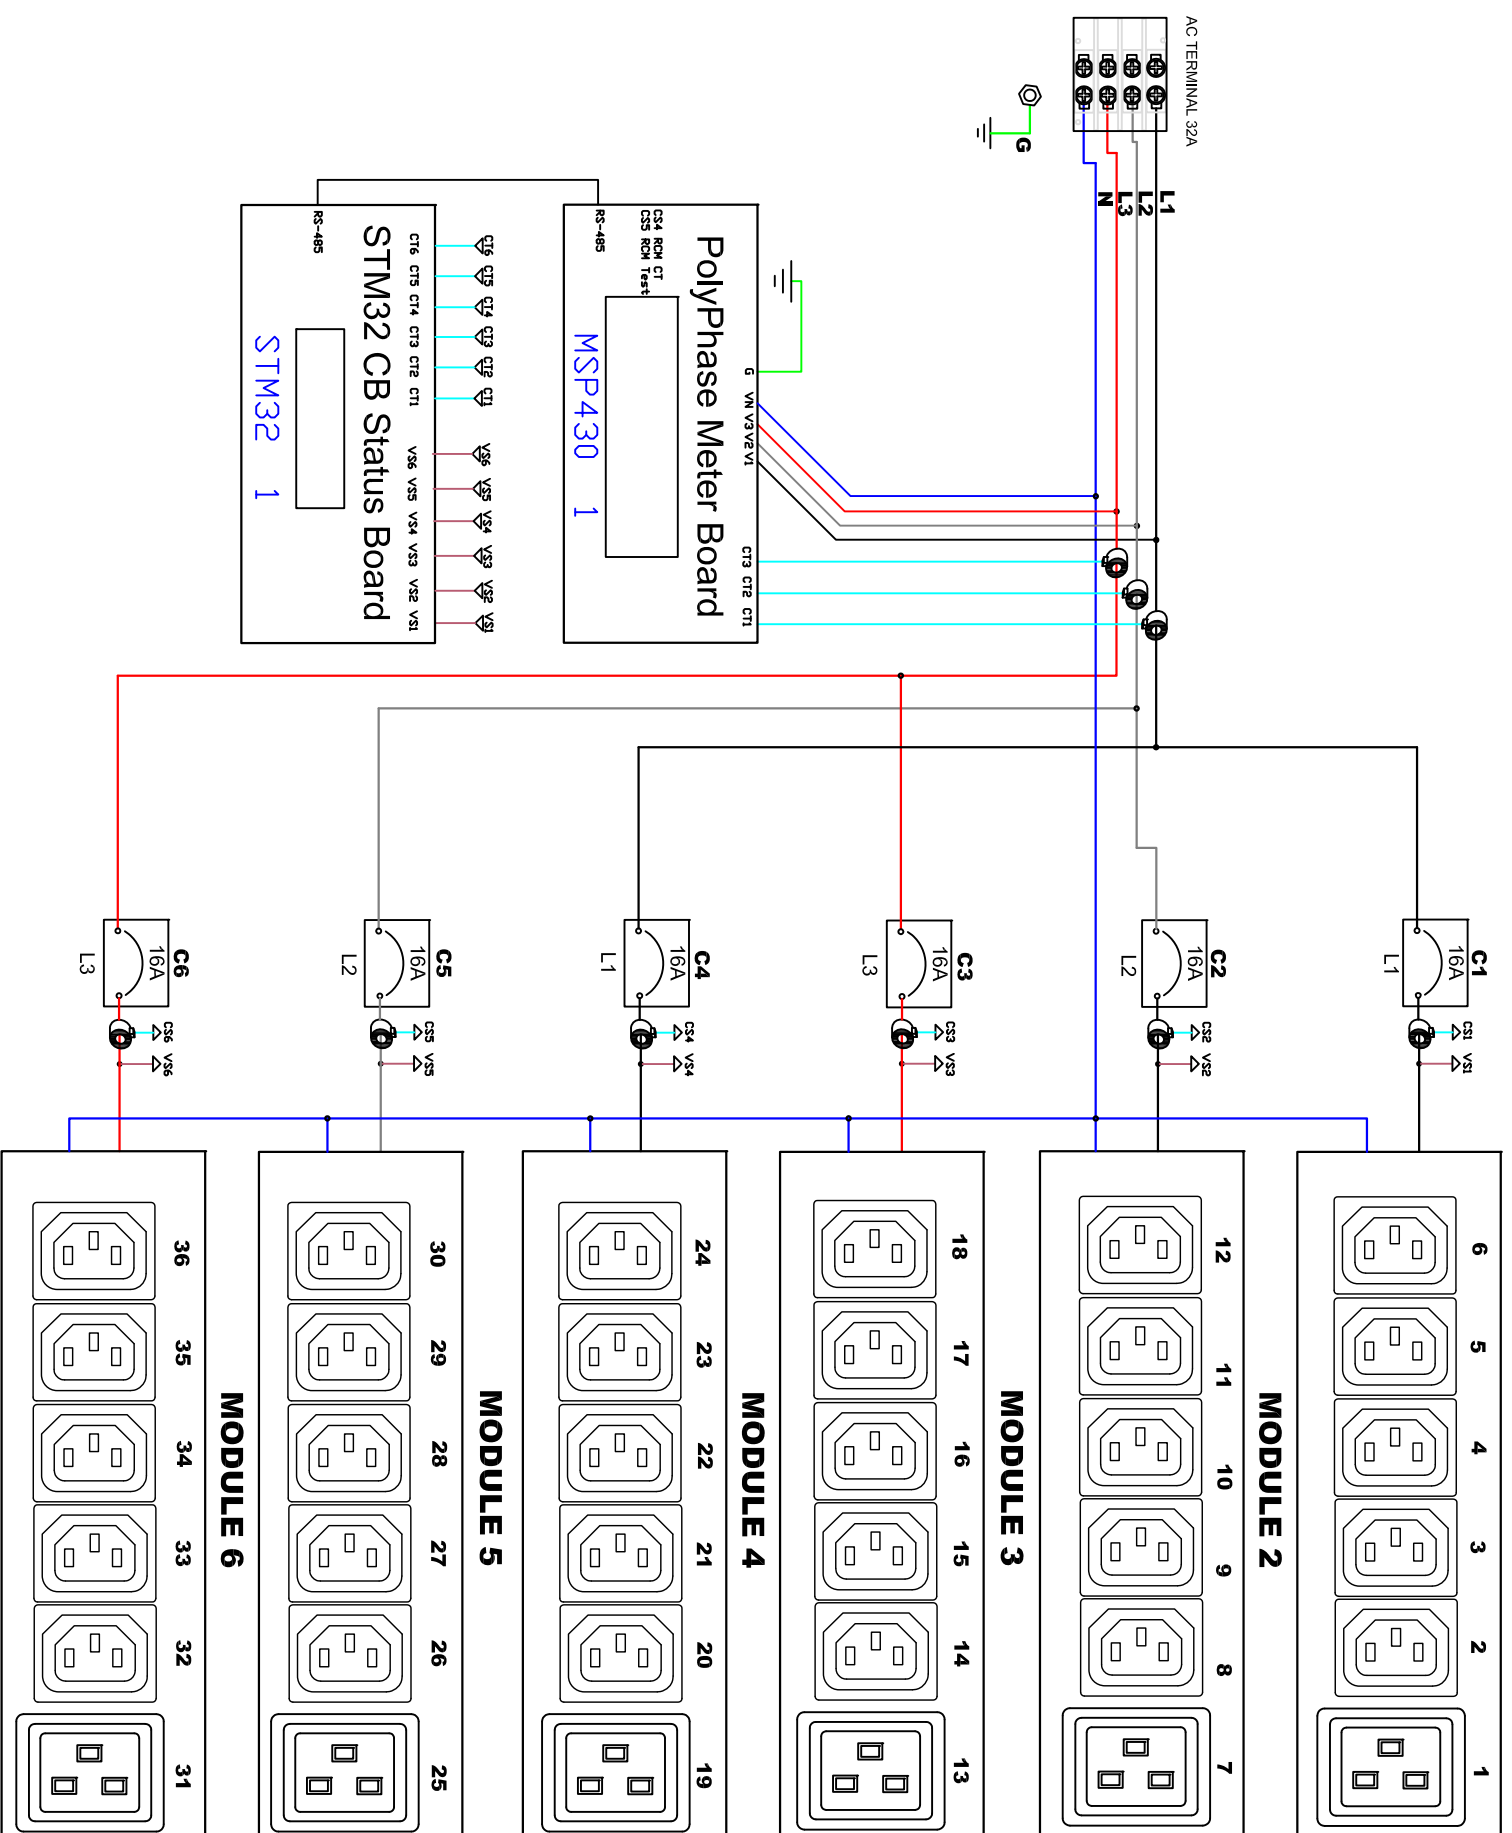 AC TERMINAL 32A
L1
L2
L3
N
G
RS-485
CS4 RCM CT
CS5 RCM Test
PolyPhase Meter Board
MSP430 1
G
VN V3 V2 V1
CT3 CT2 CT1
RS-485
STM32 CB Status Board
STM32 1
CT6 CT5 CT4 CT3 CT2 CT1
VS6 VS5 VS4 VS3 VS2 VS1
CT6 CT5 CT4 CT3 CT2 CT1
VS6 VS5 VS4 VS3 VS2 VS1
C1
16A
L1
CS1 VS1
C2
16A
L2
CS2 VS2
C3
16A
L3
CS3 VS3
C4
16A
L1
CS4 VS4
C5
16A
L2
CS5 VS5
C6
16A
L3
CS6 VS6
6 5 4 3 2 1
MODULE 2
12 11 10 9 8 7
MODULE 3
18 17 16 15 14 13
MODULE 4
24 23 22 21 20 19
MODULE 5
30 29 28 27 26 25
MODULE 6
36 35 34 33 32 31